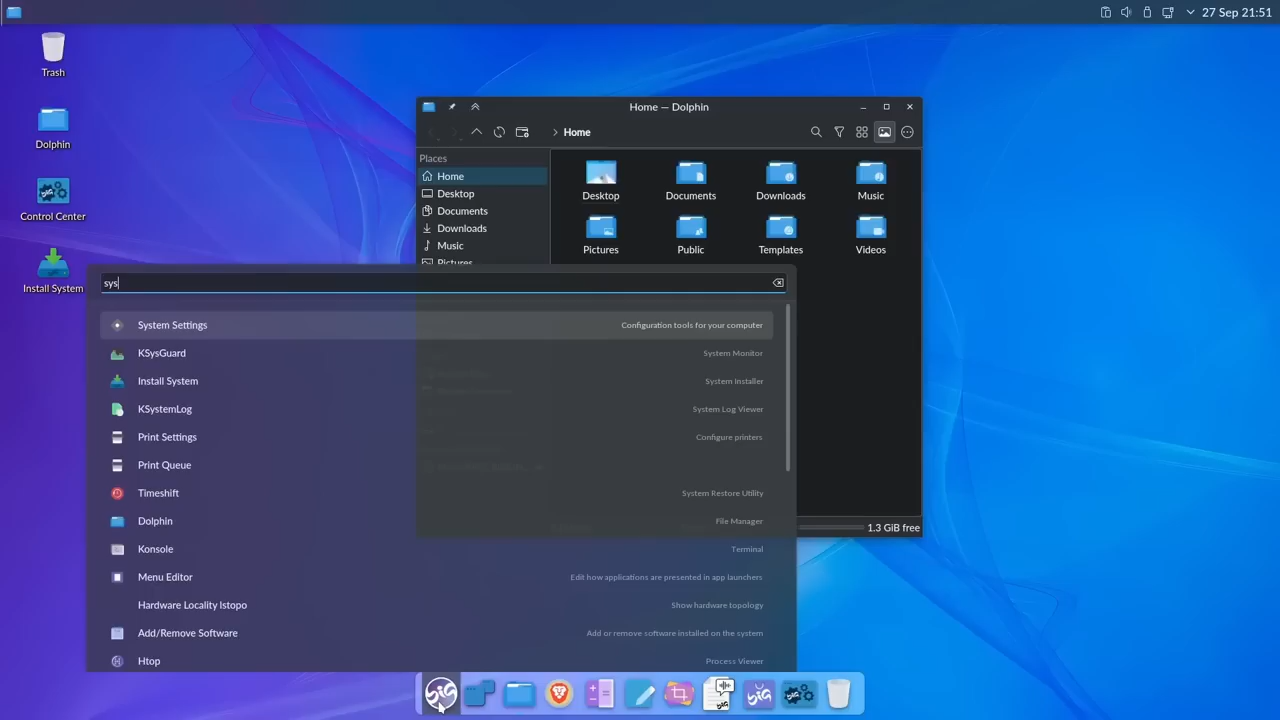 27 Sep 21:51
Trash
Dolphin
Control Center
Install System
Home — Dolphin
Home
Places
Home
Desktop
Documents
Downloads
Music
Pictures
Desktop
Documents
Downloads
Music
Pictures
Public
Templates
Videos
1.3 GiB free
sys
System Settings Configuration tools for your computer
KSysGuard System Monitor
Install System System Installer
KSystemLog System Log Viewer
Print Settings Configure printers
Print Queue
Timeshift System Restore Utility
Dolphin File Manager
Konsole Terminal
Menu Editor Edit how applications are presented in app launchers
Hardware Locality lstopo Show hardware topology
Add/Remove Software Add or remove software installed on the system
Htop Process Viewer